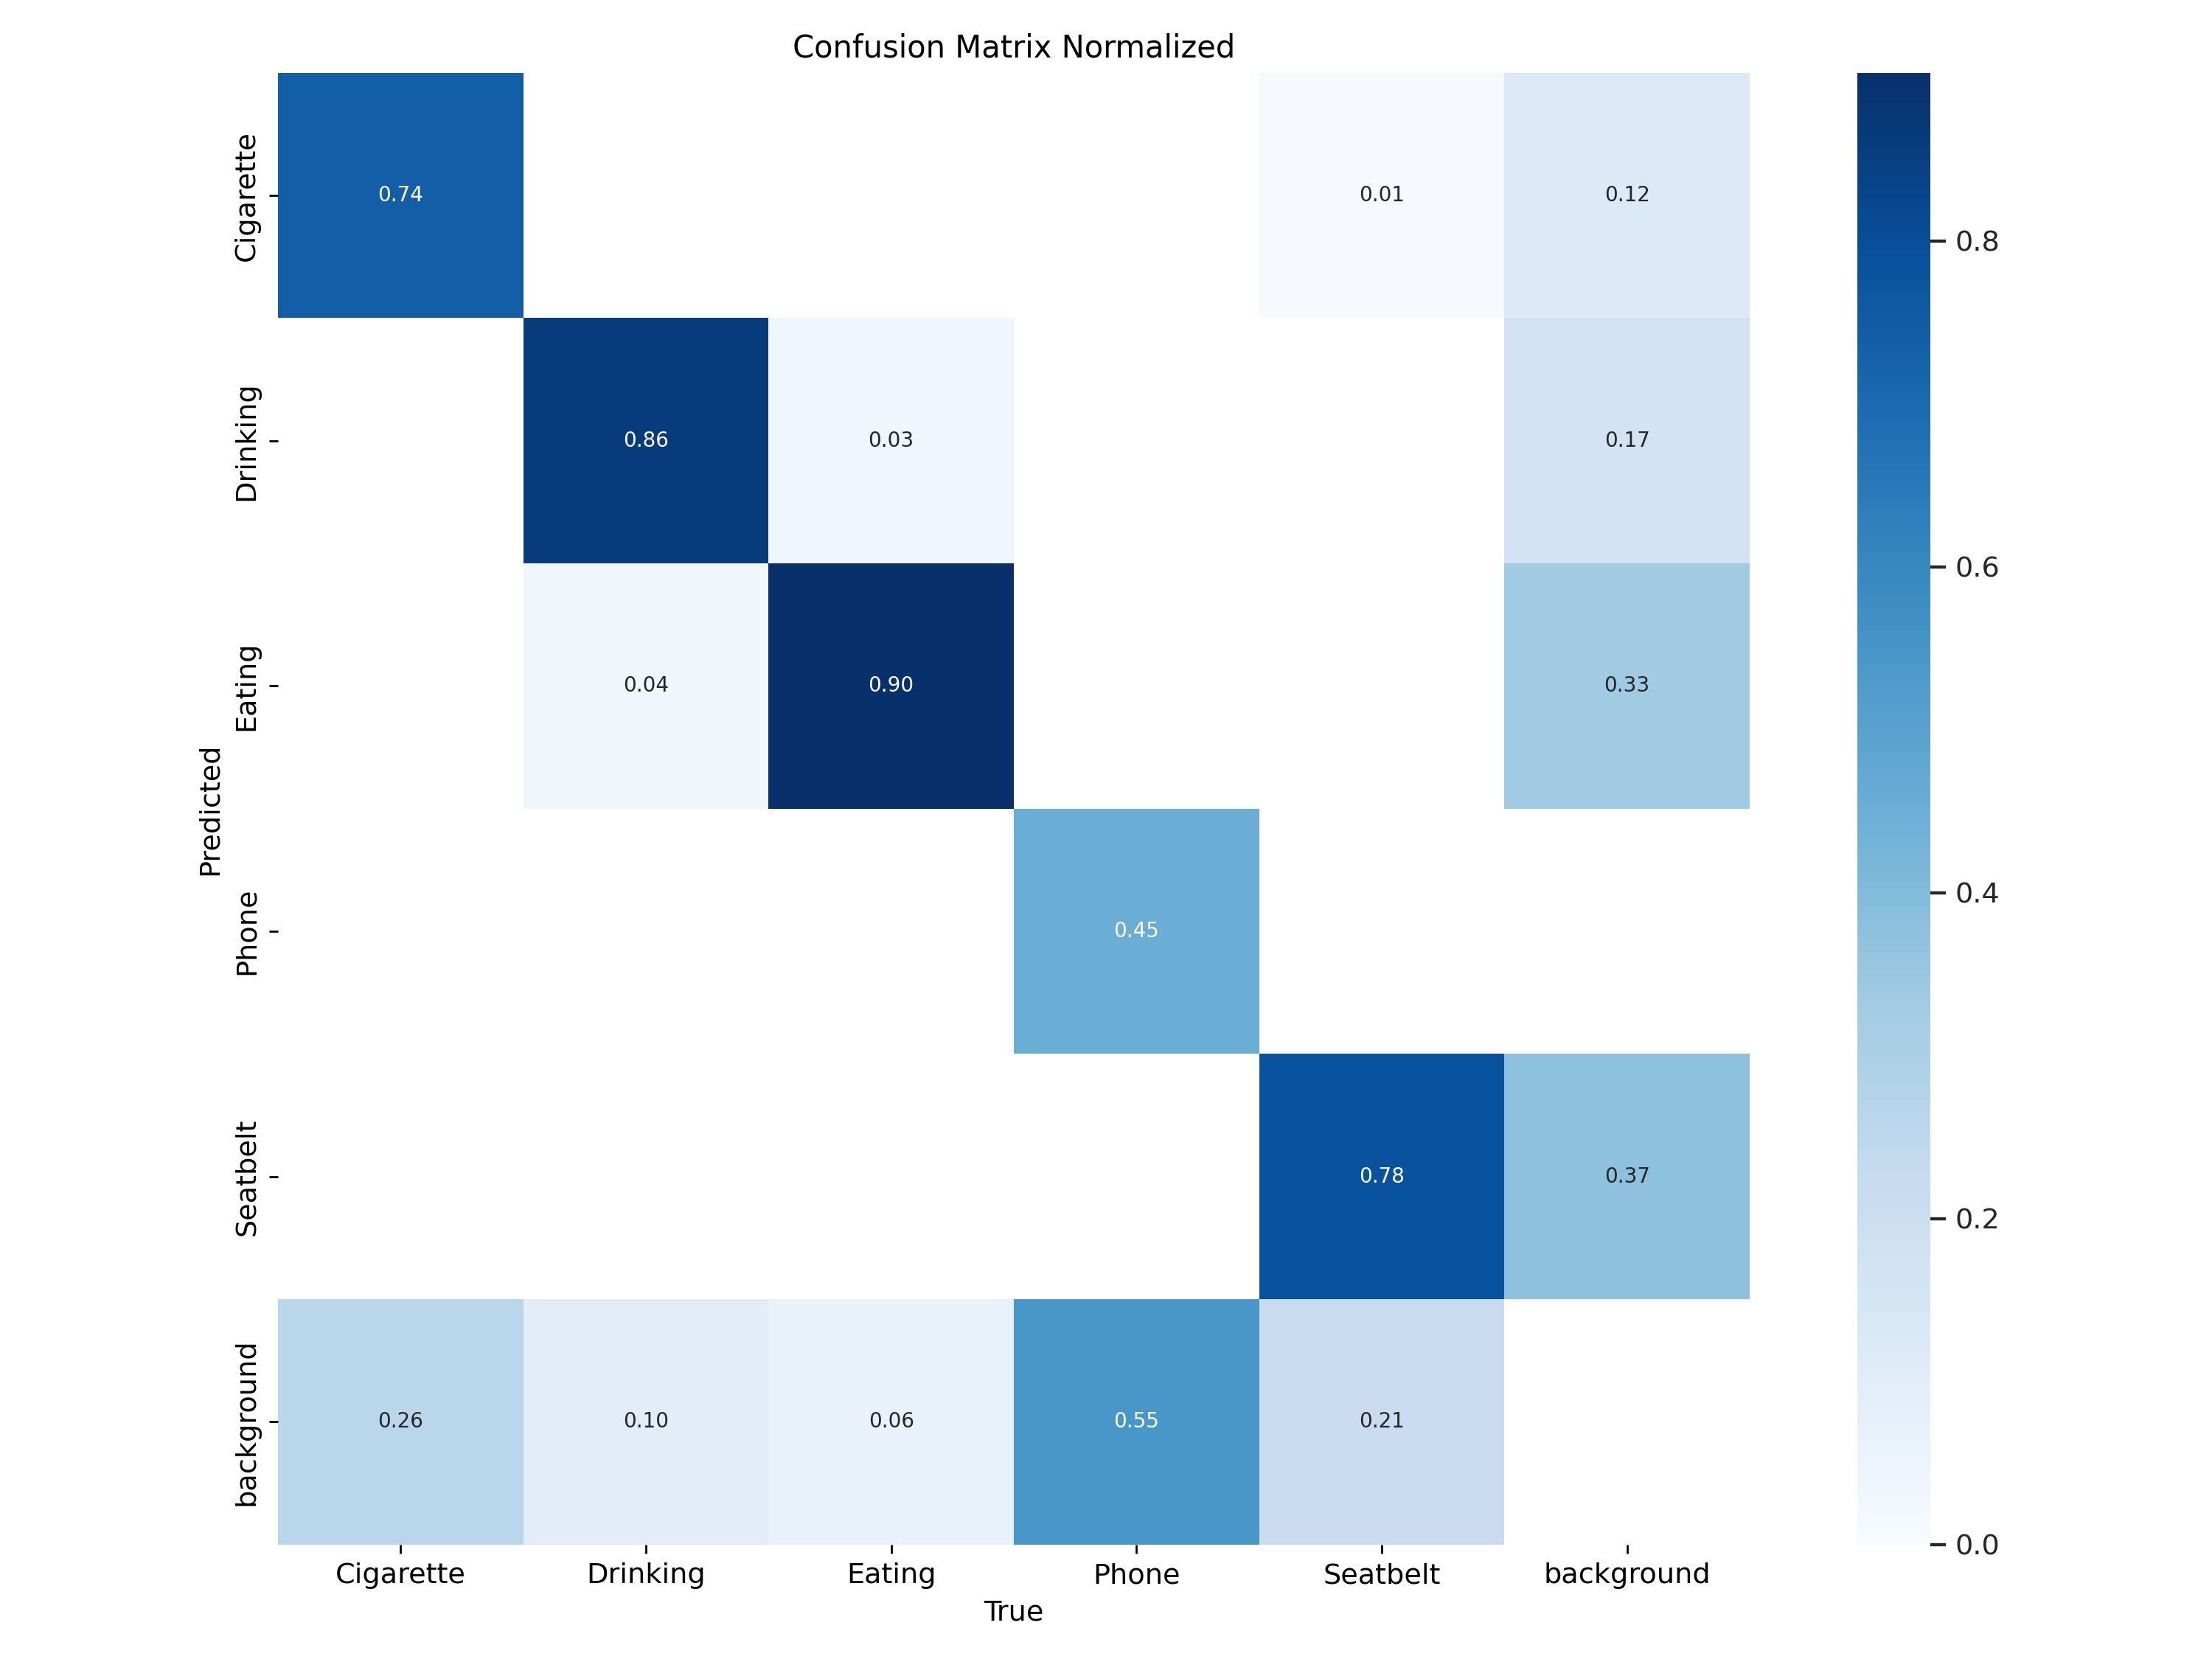 Confusion Matrix Normalized
Predicted
Cigarette
0.74
0.01
0.12
Drinking
0.86
0.03
0.17
Eating
0.04
0.90
0.33
Phone
0.45
Seatbelt
0.78
0.37
background
0.26
0.10
0.06
0.55
0.21
Cigarette
Drinking
Eating
Phone
Seatbelt
background
True
0.8
0.6
0.4
0.2
0.0